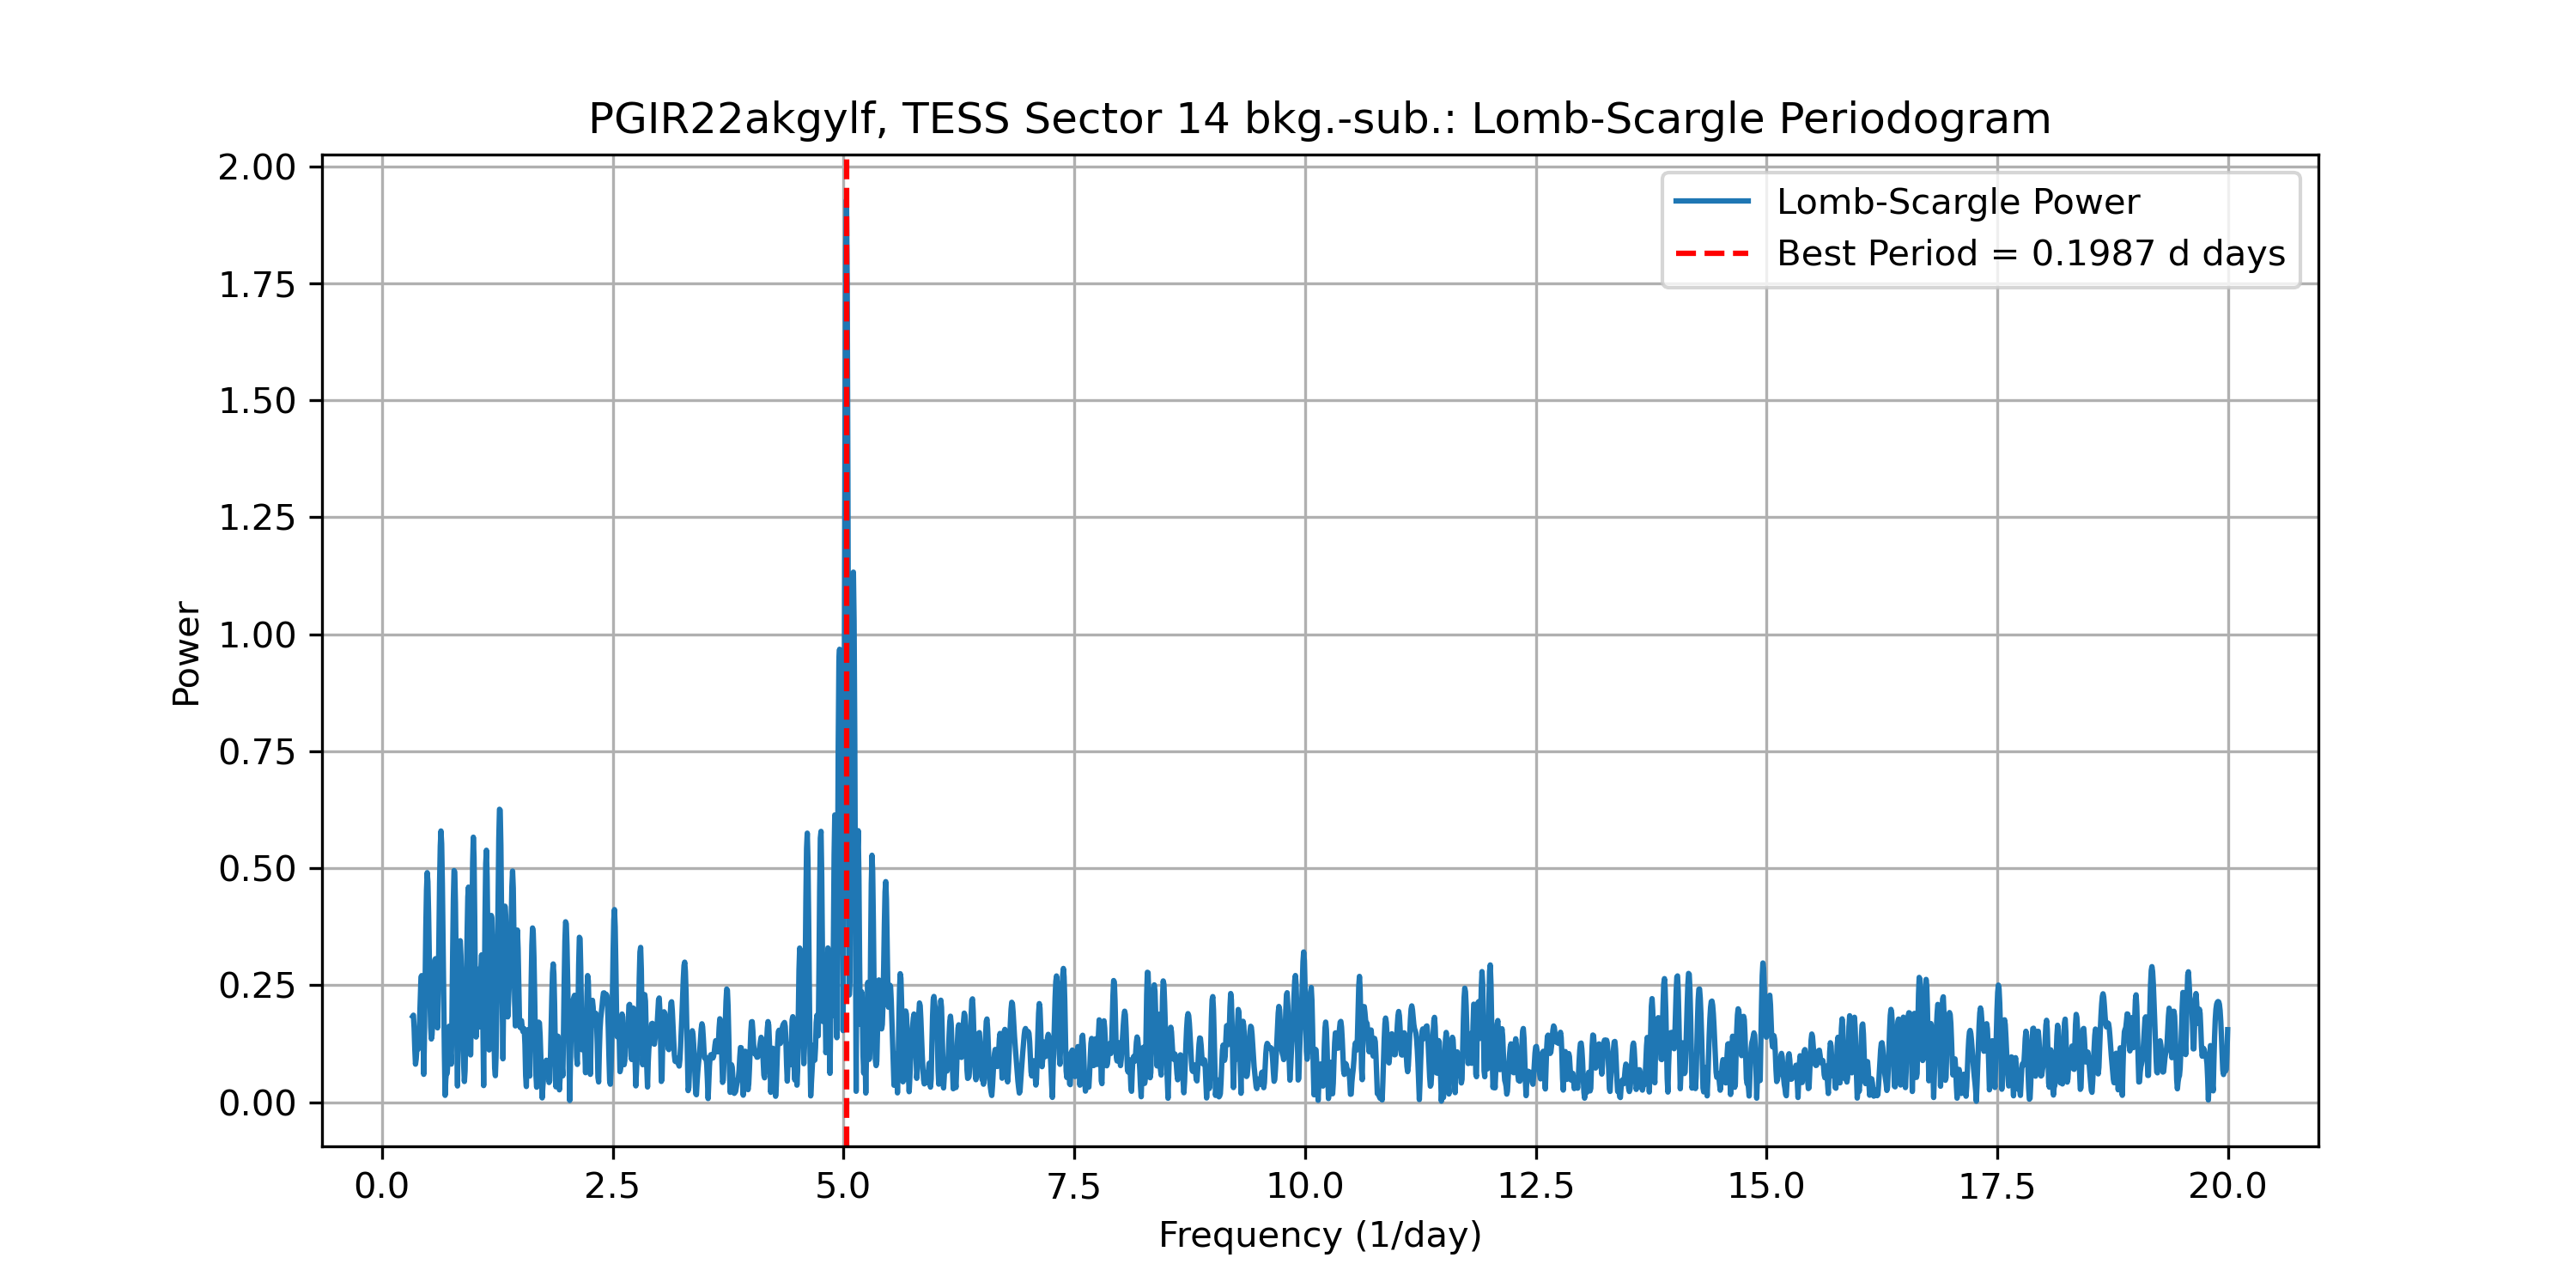 PGIR22akgylf, TESS Sector 14 bkg.-sub.: Lomb-Scargle Periodogram
Lomb-Scargle Power
Best Period = 0.1987 d days
2.00
1.75
1.50
1.25
1.00
0.75
0.50
0.25
0.00
Power
0.0 2.5 5.0 7.5 10.0 12.5 15.0 17.5 20.0
Frequency (1/day)